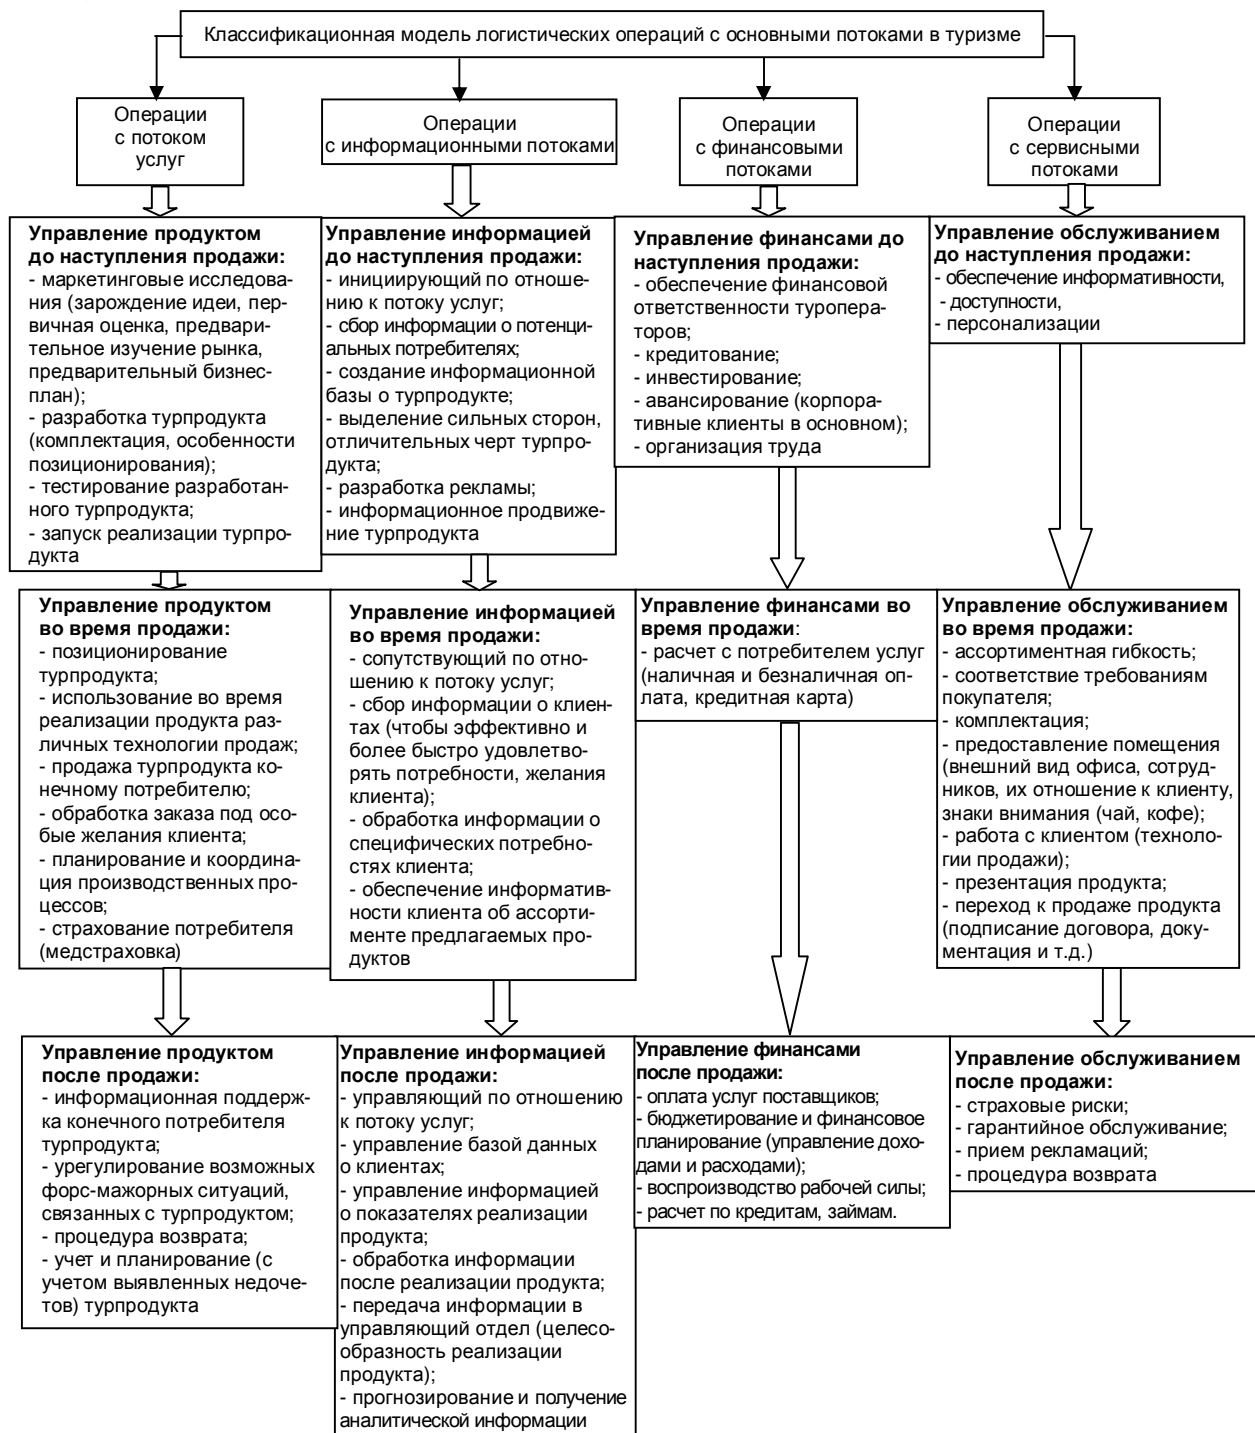 Классификационная модель логистических операций с основными потоками в туризме
Операции
с потоком
услуг
Операции
с информационными потоками
Операции
с финансовыми
потоками
Операции
с сервисными
потоками
Управление продуктом
до наступления продажи:
- маркетинговые исследова-
ния (зарождение идеи, пер-
вичная оценка, предвари-
тельное изучение рынка,
предварительный бизнес-
план);
- разработка турпродукта
(комплектация, особенности
позиционирования);
- тестирование разработан-
ного турпродукта;
- запуск реализации турпро-
дукта
Управление информацией
до наступления продажи:
- инициирующий по отноше-
нию к потоку услуг;
- сбор информации о потенци-
альных потребителях;
- создание информационной
базы о турпродукте;
- выделение сильных сторон,
отличительных черт турпро-
дукта;
- разработка рекламы;
- информационное продвиже-
ние турпродукта
Управление финансами до
наступления продажи:
- обеспечение финансовой
ответственности туропера-
торов;
- кредитование;
- инвестирование;
- авансирование (корпора-
тивные клиенты в основном);
- организация труда
Управление обслуживанием
до наступления продажи:
- обеспечение информативности,
- доступности,
- персонализации
Управление продуктом
во время продажи:
- позиционирование
турпродукта;
- использование во время
реализации продукта раз-
личных технологии продаж;
- продажа турпродукта ко-
нечному потребителю;
- обработка заказа под осо-
бые желания клиента;
- планирование и координа-
ция производственных про-
цессов;
- страхование потребителя
(медстраховка)
Управление информацией
во время продажи:
- сопутствующий по отно-
шению к потоку услуг;
- сбор информации о клиен-
тах (чтобы эффективно и
более быстро удовлетво-
рять потребности, желания
клиента);
- обработка информации о
специфических потребно-
стях клиента;
- обеспечение информатив-
ности клиента об ассорти-
менте предлагаемых про-
дуктов
Управление финансами во
время продажи:
- расчет с потребителем услуг
(наличная и безналичная оп-
лата, кредитная карта)
Управление обслуживанием
во время продажи:
- ассортиментная гибкость;
- соответствие требованиям
покупателя;
- комплектация;
- предоставление помещения
(внешний вид офиса, сотруд-
ников, их отношение к клиенту,
знаки внимания (чай, кофе);
- работа с клиентом (техноло-
гии продажи);
- презентация продукта;
- переход к продаже продукта
(подписание договора, доку-
ментация и т.д.)
Управление продуктом
после продажи:
- информационная поддерж-
ка конечного потребителя
турпродукта;
- урегулирование возможных
форс-мажорных ситуаций,
связанных с турпродуктом;
- процедура возврата;
- учет и планирование (с
учетом выявленных недоче-
тов) турпродукта
Управление информацией
после продажи:
- управляющий по отношению
к потоку услуг;
- управление базой данных
о клиентах;
- управление информацией
о показателях реализации
продукта;
- обработка информации
после реализации продукта;
- передача информации в
управляющий отдел (целесо-
образность реализации
продукта);
- прогнозирование и получение
аналитической информации
Управление финансами
после продажи:
- оплата услуг поставщиков;
- бюджетирование и финансовое
планирование (управление дохо-
дами и расходами);
- воспроизводство рабочей силы;
- расчет по кредитам, займам.
Управление обслуживанием
после продажи:
- страховые риски;
- гарантийное обслуживание;
- прием рекламаций;
- процедура возврата